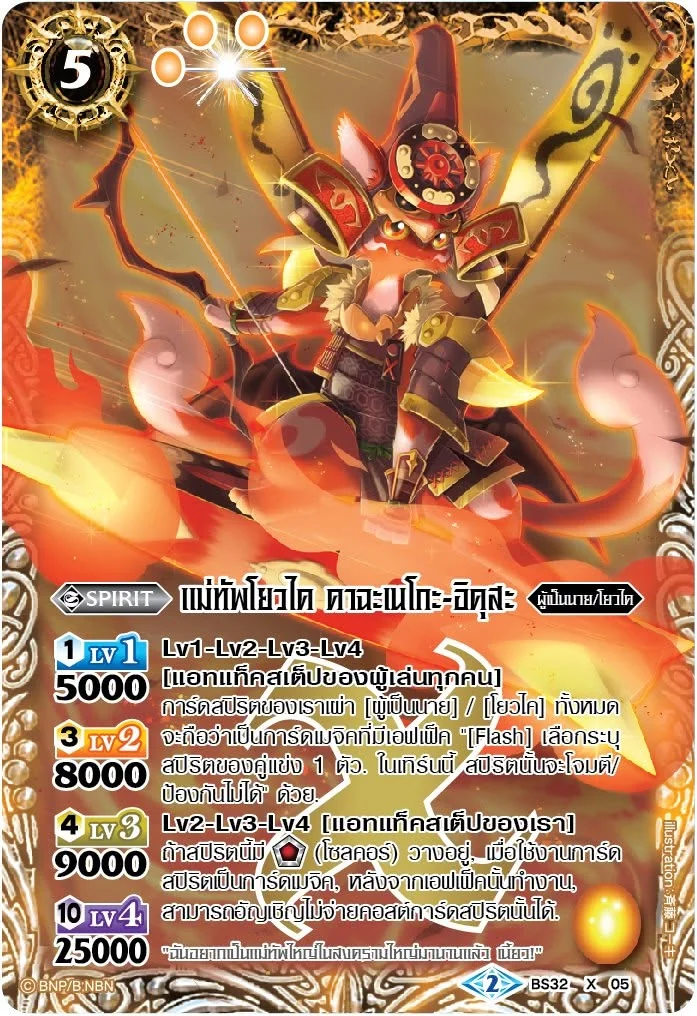 5
SPIRIT แม่ทัพโยวไค คาฉะเนโกะ-ฮิคุสะ ผู้เป็นนาย/โยวไค
1 LV1
5000
3 LV2
8000
4 LV3
9000
10 LV4
25000
Lv1-Lv2-Lv3-Lv4
[แอทแท็คสเต็ปของผู้เล่นทุกคน]
การ์ดสปิริตของเราเผ่า [ผู้เป็นนาย] / [โยวไค] ทั้งหมด
จะถือว่าเป็นการ์ดเมจิคที่มีเอฟเฟ็ค "[Flash] เลือกระบุ
สปิริตของคู่แข่ง 1 ตัว. ในเทิร์นนี้ สปิริตนั้นจะโจมตี/
ป้องกันไม่ได้" ด้วย.
Lv2-Lv3-Lv4 [แอทแท็คสเต็ปของเรา]
ถ้าสปิริตนี้มี (โซลคอร์) วางอยู่, เมื่อใช้งานการ์ด
สปิริตเป็นการ์ดเมจิค, หลังจากเอฟเฟ็คนั้นทำงาน,
สามารถอัญเชิญไม่จ่ายคอสต์การ์ดสปิริตนั้นได้.
"ฉันอยากเป็นแม่ทัพใหญ่ในสงครามใหญ่มานานแล้ว เนี้ยว!"
Illustration:斉藤コーキ
©BNP/B:NBN
2 BS32 X 05